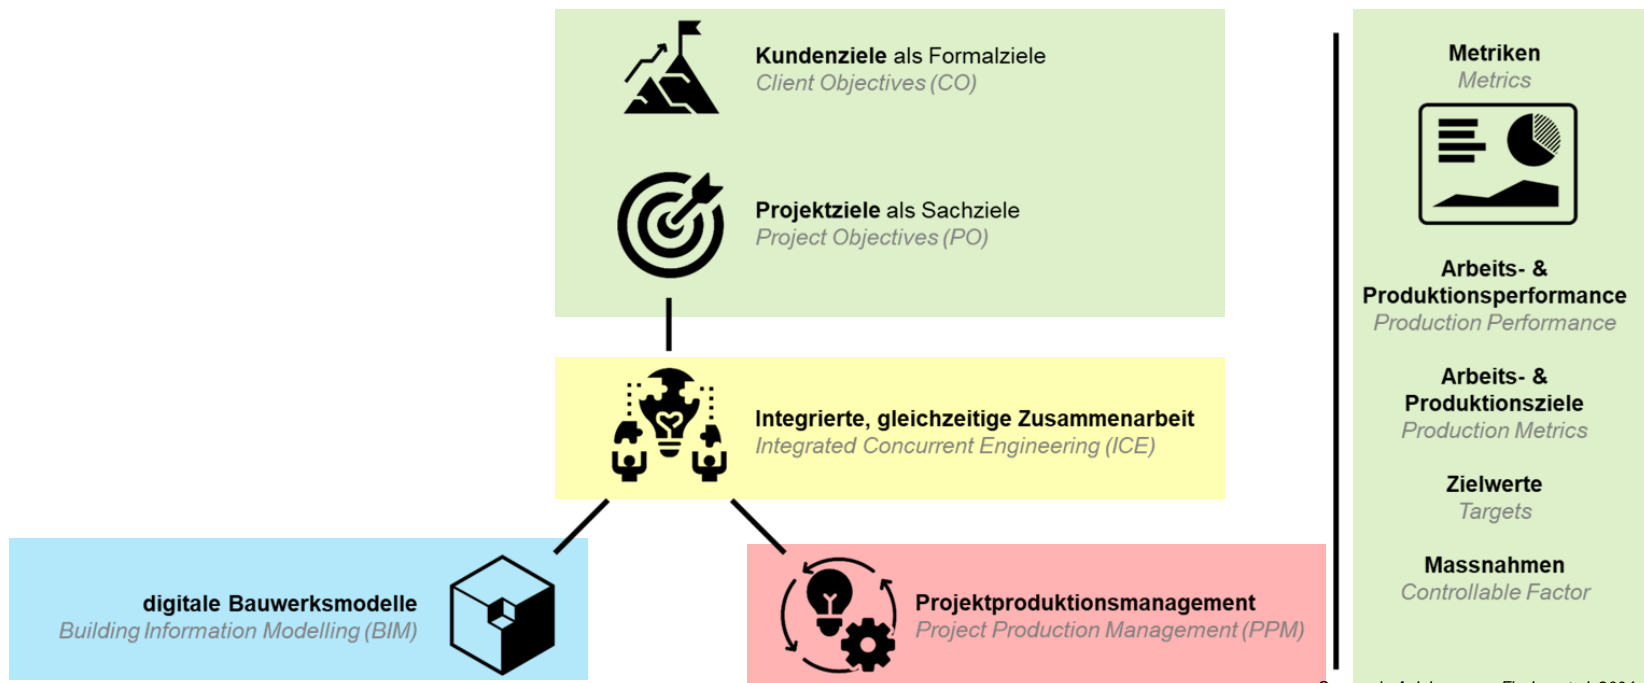 Kundenziele als Formalziele
Client Objectives (CO)
Projektziele als Sachziele
Project Objectives (PO)
Integrierte, gleichzeitige Zusammenarbeit
Integrated Concurrent Engineering (ICE)
digitale Bauwerksmodelle
Building Information Modelling (BIM)
Projektproduktionsmanagement
Project Production Management (PPM)
Metriken
Metrics
Arbeits- &
Produktionsperformance
Production Performance
Arbeits- &
Produktionsziele
Production Metrics
Zielwerte
Targets
Massnahmen
Controllable Factor